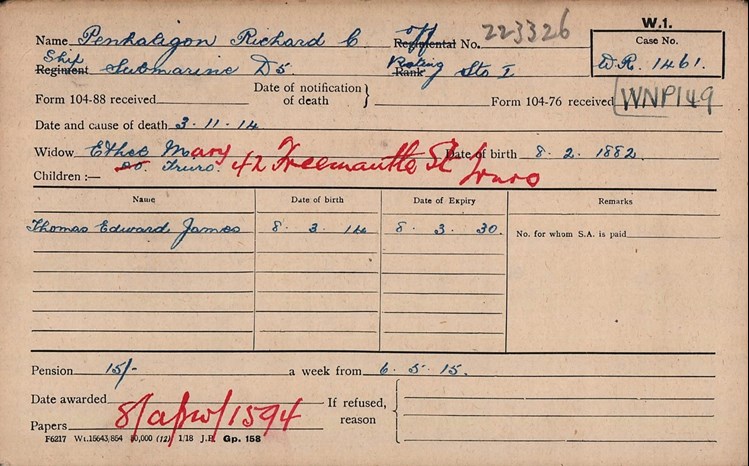 W.1.
Name Penhaligon Richard C Off Regimental No. 223326
Case No.
W.R. 1461.
Ship Regiment Submarine D5 Rating Rank Sto I
Form 104-88 received Date of notification of death } Form 104-76 received WNP149
Date and cause of death 3.11.14
Widow Ethel Mary Date of birth 8.2.1882
Truro. 42 Freemantle St Truro
Children :—
Name Date of birth Date of Expiry Remarks
Thomas Edward James 8 . 3 . 14 8 . 3 . 30.
No. for whom S.A. is paid
Pension 15/- a week from 6.5.15.
Date awarded If refused, reason
Papers 8/apw/1594
F6217 Wt.15643/854 50,000 (12) 1/18 J.P. Gp. 158